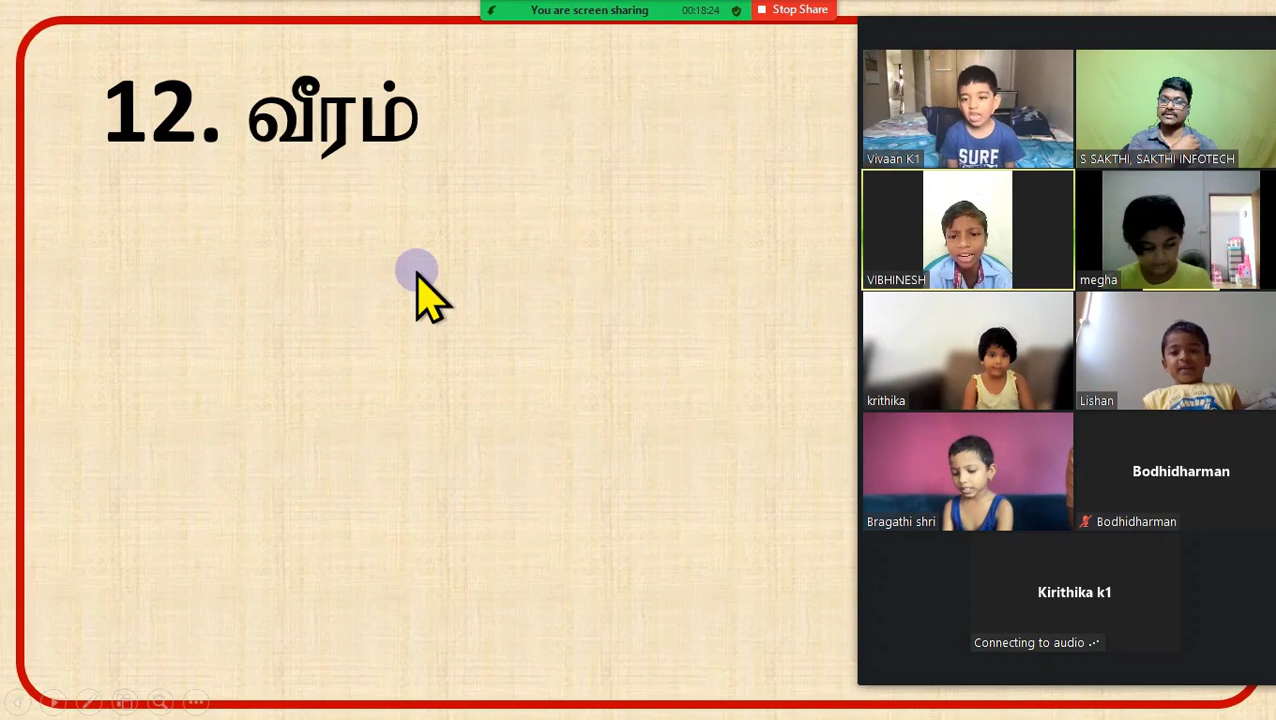 You are screen sharing 00:18:24 Stop Share
12. வீரம்
Vivaan K1
S SAKTHI, SAKTHI INFOTECH
SURF
VIBHINESH
megha
krithika
Lishan
Bragathi shri
Bodhidharman
Bodhidharman
Kirithika k1
Connecting to audio